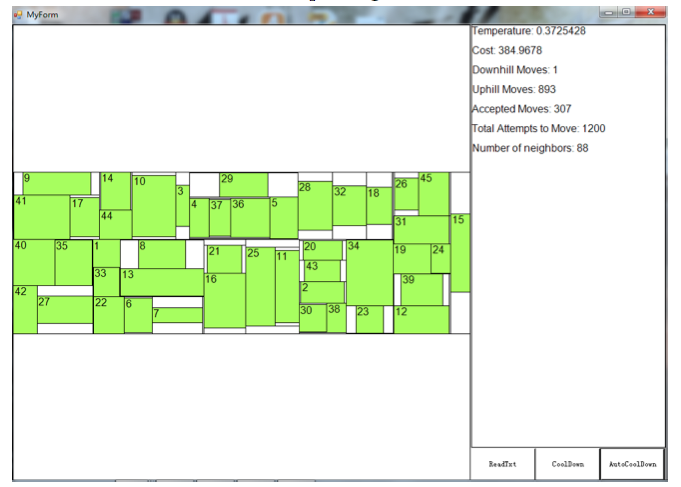 MyForm
Temperature: 0.3725428
Cost: 384.9678
Downhill Moves: 1
Uphill Moves: 893
Accepted Moves: 307
Total Attempts to Move: 1200
Number of neighbors: 88
9 14 10 3 29 28 32 18 26 45
41 17 44 4 37 36 5 31 15
40 35 1 8 21 25 11 20 34 19 24
33 13 16 43 39
42 27 22 6 7 2 30 38 23 12
ReadTxt CoolDown AutoCoolDown